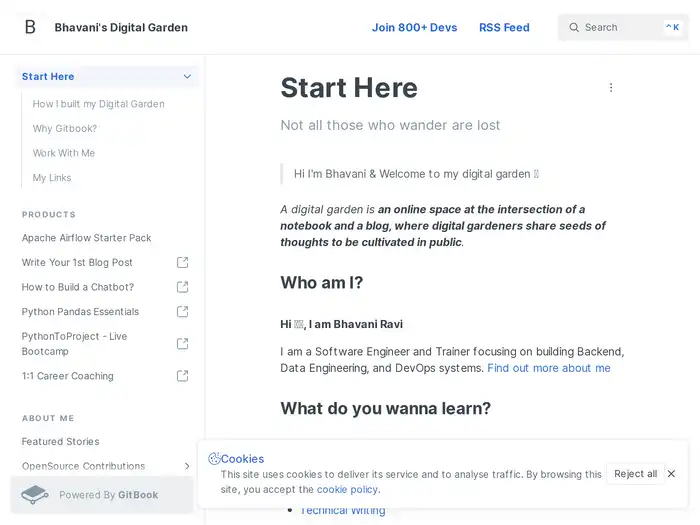 B Bhavani's Digital Garden Join 800+ Devs RSS Feed Search ⌃K
Start Here
How I built my Digital Garden
Why Gitbook?
Work With Me
My Links
PRODUCTS
Apache Airflow Starter Pack
Write Your 1st Blog Post
How to Build a Chatbot?
Python Pandas Essentials
PythonToProject - Live
Bootcamp
1:1 Career Coaching
ABOUT ME
Featured Stories
OpenSource Contributions
Powered By GitBook
Start Here
Not all those who wander are lost
Hi I'm Bhavani & Welcome to my digital garden
A digital garden is an online space at the intersection of a
notebook and a blog, where digital gardeners share seeds of
thoughts to be cultivated in public.
Who am I?
Hi , I am Bhavani Ravi
I am a Software Engineer and Trainer focusing on building Backend,
Data Engineering, and DevOps systems. Find out more about me
What do you wanna learn?
Cookies
This site uses cookies to deliver its service and to analyse traffic. By browsing this
site, you accept the cookie policy.
Reject all
Technical Writing